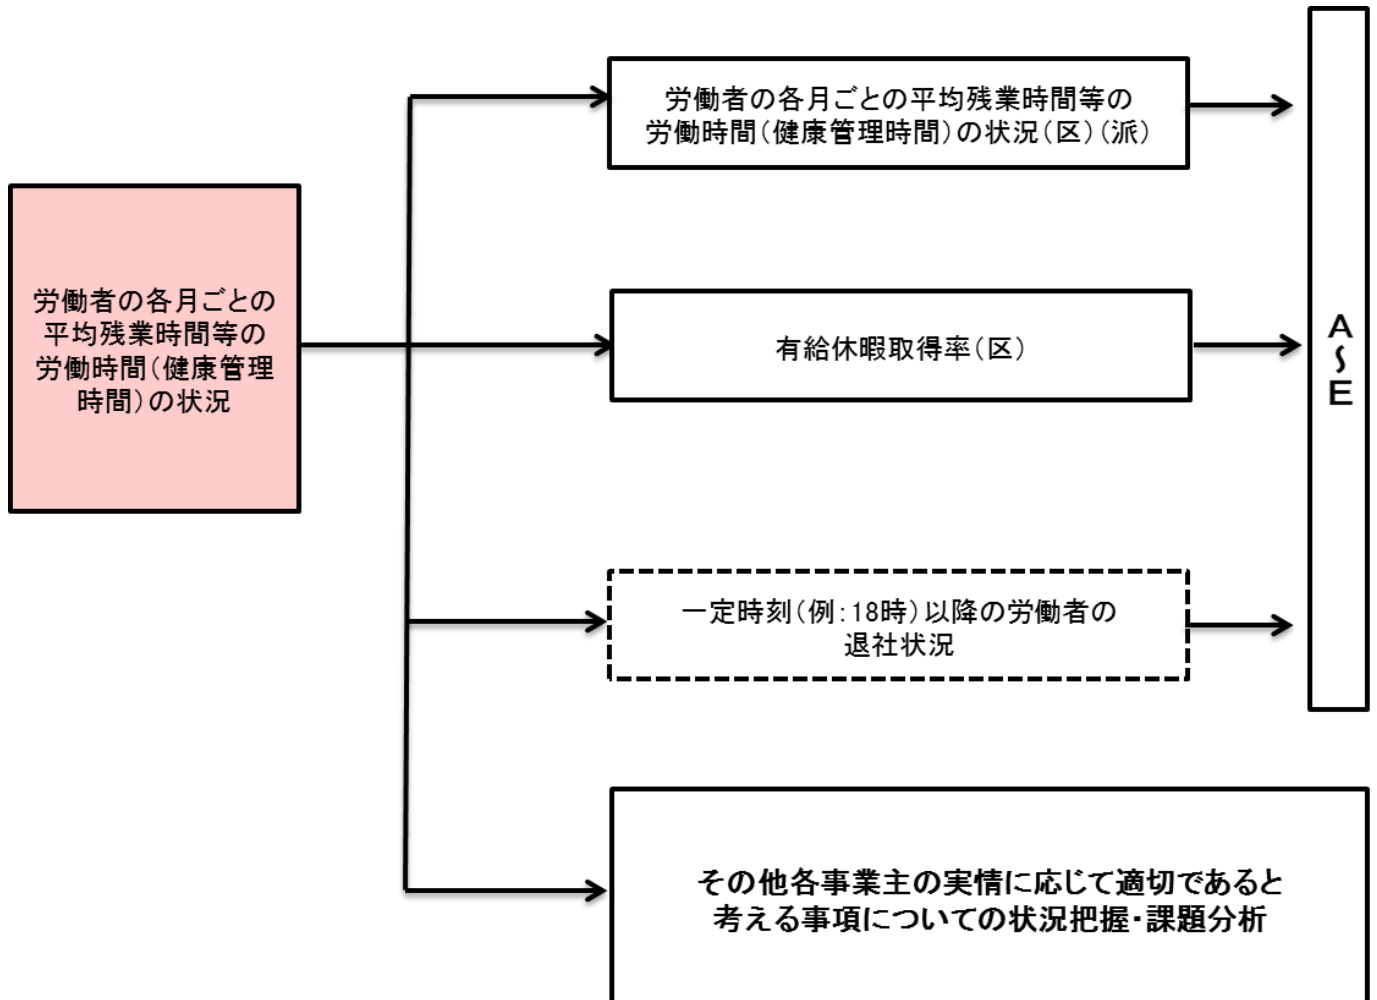 労働者の各月ごとの
平均残業時間等の
労働時間(健康管理
時間)の状況
労働者の各月ごとの平均残業時間等の
労働時間(健康管理時間)の状況(区)(派)
有給休暇取得率(区)
一定時刻(例:18時)以降の労働者の
退社状況
その他各事業主の実情に応じて適切であると
考える事項についての状況把握・課題分析
A～E